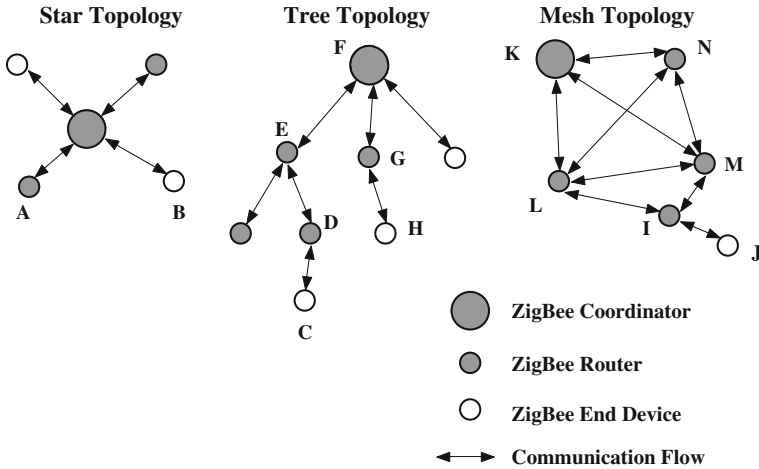 Star Topology
Tree Topology
Mesh Topology
F
K
N
E
G
M
A
B
D
H
L
I
J
C
ZigBee Coordinator
ZigBee Router
ZigBee End Device
Communication Flow